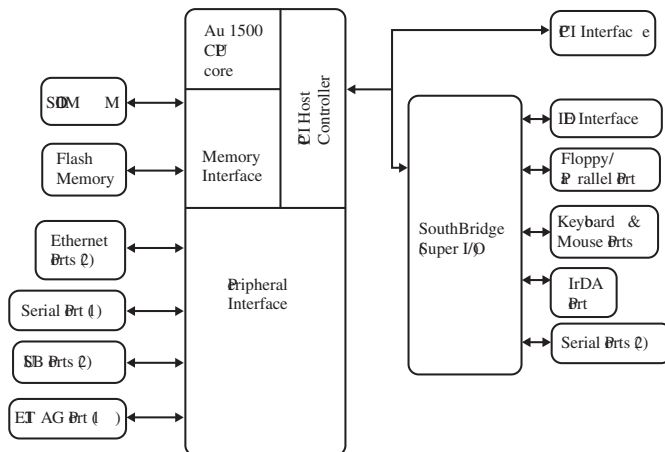 Au 1500
CPU
core
PCI Host
Controller
Memory
Interface
Peripheral
Interface
SODIMM
Flash
Memory
Ethernet
Ports (2)
Serial Port (1)
USB Ports (2)
EJTAG Port (1)
SouthBridge
(Super I/O)
PCI Interface
IDE Interface
Floppy/
Parallel Port
Keyboard &
Mouse Ports
IrDA
Port
Serial Ports (2)